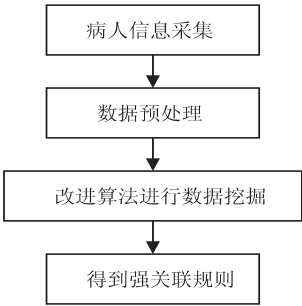 病人信息采集
数据预处理
改进算法进行数据挖掘
得到强关联规则